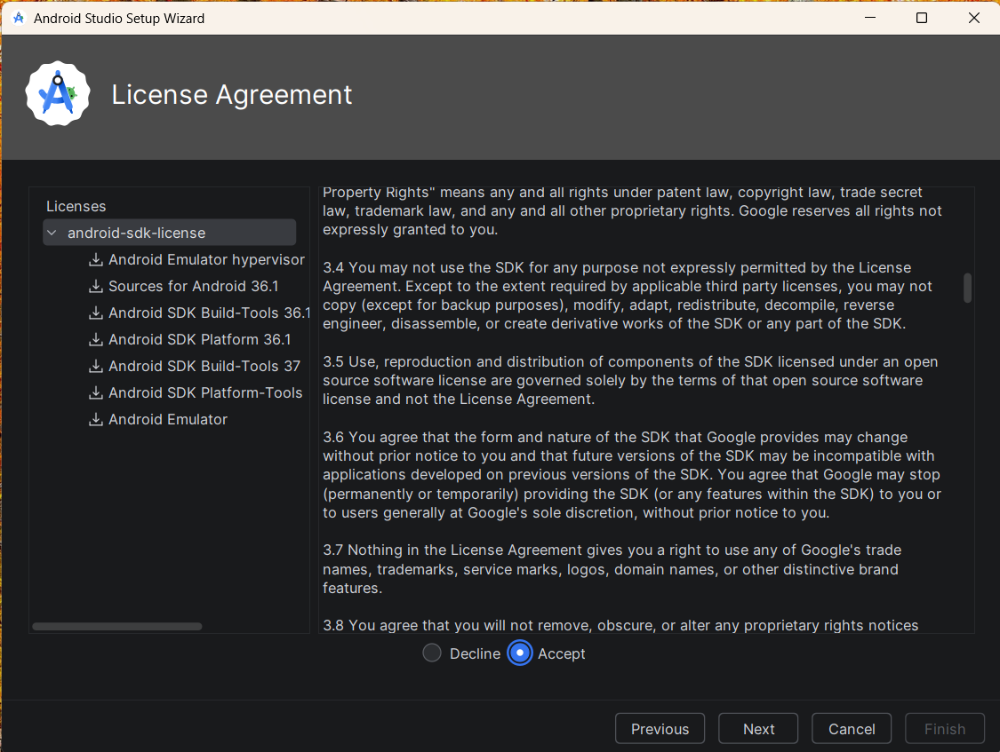 Android Studio Setup Wizard
License Agreement
Licenses
android-sdk-license
Android Emulator hypervisor
Sources for Android 36.1
Android SDK Build-Tools 36.1
Android SDK Platform 36.1
Android SDK Build-Tools 37
Android SDK Platform-Tools
Android Emulator
Property Rights" means any and all rights under patent law, copyright law, trade secret
law, trademark law, and any and all other proprietary rights. Google reserves all rights not
expressly granted to you.
3.4 You may not use the SDK for any purpose not expressly permitted by the License
Agreement. Except to the extent required by applicable third party licenses, you may not
copy (except for backup purposes), modify, adapt, redistribute, decompile, reverse
engineer, disassemble, or create derivative works of the SDK or any part of the SDK.
3.5 Use, reproduction and distribution of components of the SDK licensed under an open
source software license are governed solely by the terms of that open source software
license and not the License Agreement.
3.6 You agree that the form and nature of the SDK that Google provides may change
without prior notice to you and that future versions of the SDK may be incompatible with
applications developed on previous versions of the SDK. You agree that Google may stop
(permanently or temporarily) providing the SDK (or any features within the SDK) to you or
to users generally at Google's sole discretion, without prior notice to you.
3.7 Nothing in the License Agreement gives you a right to use any of Google's trade
names, trademarks, service marks, logos, domain names, or other distinctive brand
features.
3.8 You agree that you will not remove, obscure, or alter any proprietary rights notices
Decline Accept
Previous Next Cancel Finish